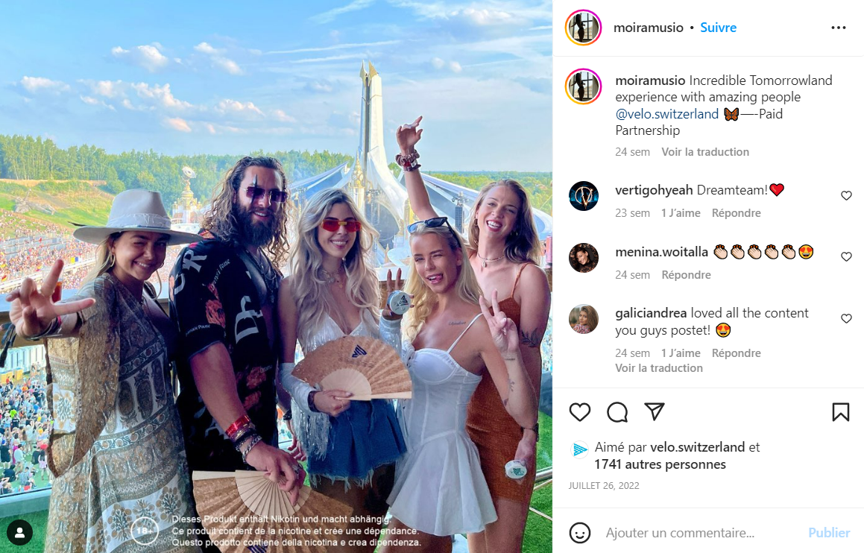 moiramusio • Suivre
moiramusio Incredible Tomorrowland
experience with amazing people
@velo.switzerland 🦋—-Paid
Partnership
24 sem Voir la traduction
vertigohyeah Dreamteam!❤️
23 sem 1 J'aime Répondre
menina.woitalla 👏🏻👏🏻👏🏻👏🏻👏🏻😍
24 sem Répondre
galiciandrea loved all the content
you guys postet! 😍
24 sem 1 J'aime Répondre
Voir la traduction
Aimé par velo.switzerland et
1741 autres personnes
JUILLET 26, 2022
Ajouter un commentaire... Publier
18+
Dieses Produkt enthält Nikotin und macht abhängig.
Ce produit contient de la nicotine et crée une dépendance.
Questo prodotto contiene della nicotina e crea dipendenza.